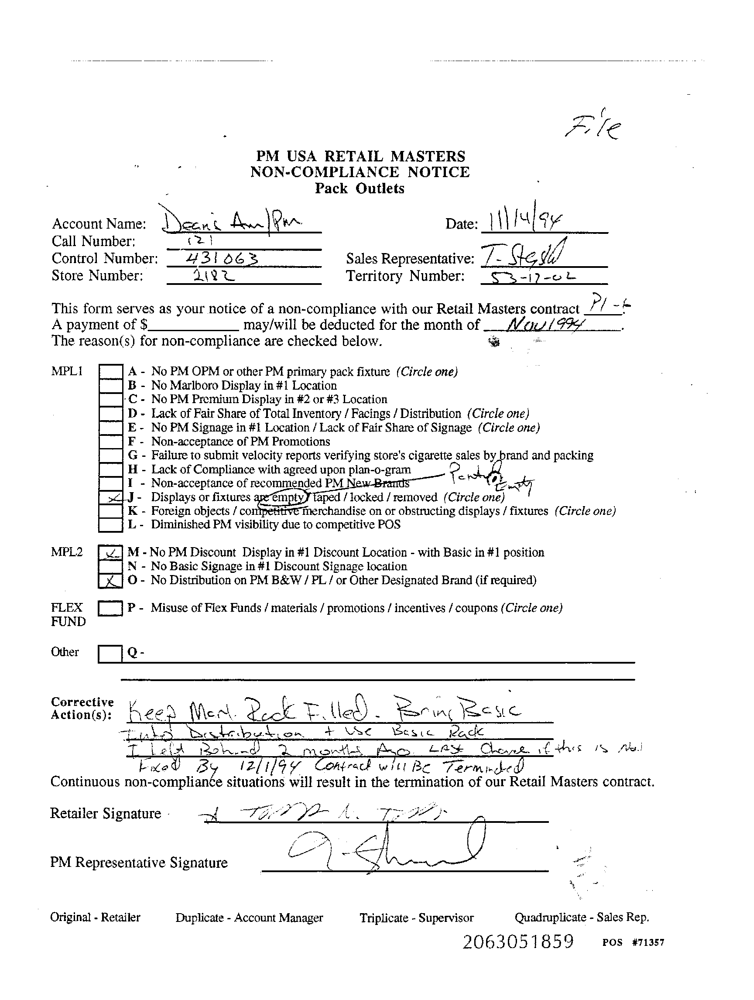 File
PM USA RETAIL MASTERS
NON-COMPLIANCE NOTICE
Pack Outlets
Account Name: Dean's Am/Pm Date: 11/14/94
Call Number: 121
Control Number: 431063 Sales Representative: T.
Store Number: 2182 Territory Number: 53-17-02
This form serves as your notice of a non-compliance with our Retail Masters contract
A payment of $ may/will be deducted for the month of Nov 1994.
The reason(s) for non-compliance are checked below.
MPL1 A - No PM OPM or other PM primary pack fixture (Circle one)
B - No Marlboro Display in #1 Location
C - No PM Premium Display in #2 or #3 Location
D - Lack of Fair Share of Total Inventory / Facings / Distribution (Circle one)
E - No PM Signage in #1 Location / Lack of Fair Share of Signage (Circle one)
F - Non-acceptance of PM Promotions
G - Failure to submit velocity reports verifying store's cigarette sales by brand and packing
H - Lack of Compliance with agreed upon plan-o-gram
I - Non-acceptance of recommended PM New Brands Empty
J - Displays or fixtures are empty / taped / locked / removed (Circle one)
K - Foreign objects / competitive merchandise on or obstructing displays / fixtures (Circle one)
L - Diminished PM visibility due to competitive POS
MPL2 M - No PM Discount Display in #1 Discount Location - with Basic in #1 position
N - No Basic Signage in #1 Discount Signage location
X O - No Distribution on PM B&W / PL / or Other Designated Brand (if required)
FLEX FUND P - Misuse of Flex Funds / materials / promotions / incentives / coupons (Circle one)
Other Q -
Corrective Action(s): Keep Marl. Rack Filled. Bring Basic
Into Distribution + Use Basic Rack
I left Behind 2 months Ago. Last Chance if this is Not
Fixed By 12/1/94 Contract will Be Terminated
Continuous non-compliance situations will result in the termination of our Retail Masters contract.
Retailer Signature
PM Representative Signature
Original - Retailer Duplicate - Account Manager Triplicate - Supervisor Quadruplicate - Sales Rep.
2063051859 POS #71357